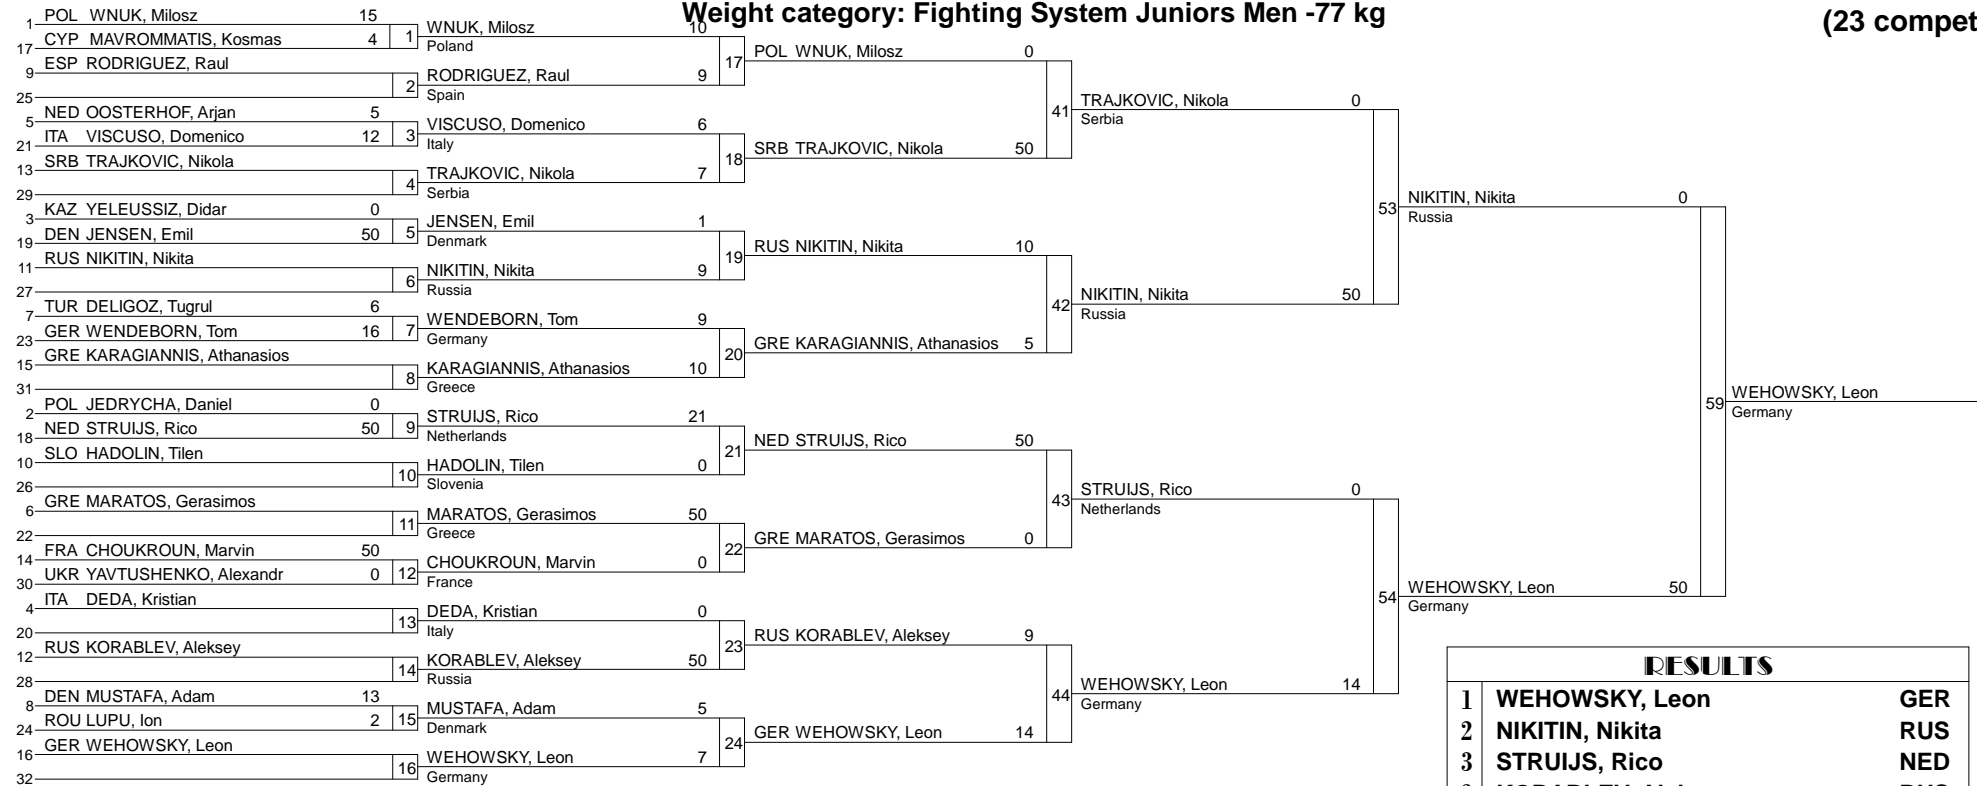 Weight category: Fighting System Juniors Men -77 kg
(23 compet
1 POL WNUK, Milosz 15
17 CYP MAVROMMATIS, Kosmas 4
1
9 ESP RODRIGUEZ, Raul
25
2
5 NED OOSTERHOF, Arjan 5
21 ITA VISCUSO, Domenico 12
3
13 SRB TRAJKOVIC, Nikola
29
4
3 KAZ YELEUSSIZ, Didar 0
19 DEN JENSEN, Emil 50
5
11 RUS NIKITIN, Nikita
27
6
7 TUR DELIGOZ, Tugrul 6
23 GER WENDEBORN, Tom 16
7
15 GRE KARAGIANNIS, Athanasios
31
8
2 POL JEDRYCHA, Daniel 0
18 NED STRUIJS, Rico 50
9
10 SLO HADOLIN, Tilen
26
10
6 GRE MARATOS, Gerasimos
22
11
14 FRA CHOUKROUN, Marvin 50
30 UKR YAVTUSHENKO, Alexandr 0
12
4 ITA DEDA, Kristian
20
13
12 RUS KORABLEV, Aleksey
28
14
8 DEN MUSTAFA, Adam 13
24 ROU LUPU, Ion 2
15
16 GER WEHOWSKY, Leon
32
16
WNUK, Milosz 10
Poland
17
RODRIGUEZ, Raul 9
Spain
VISCUSO, Domenico 6
Italy
18
TRAJKOVIC, Nikola 7
Serbia
JENSEN, Emil 1
Denmark
19
NIKITIN, Nikita 9
Russia
WENDEBORN, Tom 9
Germany
20
KARAGIANNIS, Athanasios 10
Greece
STRUIJS, Rico 21
Netherlands
21
HADOLIN, Tilen 0
Slovenia
MARATOS, Gerasimos 50
Greece
22
CHOUKROUN, Marvin 0
France
DEDA, Kristian 0
Italy
23
KORABLEV, Aleksey 50
Russia
MUSTAFA, Adam 5
Denmark
24
WEHOWSKY, Leon 7
Germany
POL WNUK, Milosz 0
41
SRB TRAJKOVIC, Nikola 50
RUS NIKITIN, Nikita 10
42
GRE KARAGIANNIS, Athanasios 5
NED STRUIJS, Rico 50
43
GRE MARATOS, Gerasimos 0
RUS KORABLEV, Aleksey 9
44
GER WEHOWSKY, Leon 14
TRAJKOVIC, Nikola 0
Serbia
53
NIKITIN, Nikita 50
Russia
STRUIJS, Rico 0
Netherlands
54
WEHOWSKY, Leon 14
Germany
NIKITIN, Nikita 0
Russia
59
WEHOWSKY, Leon 50
Germany
WEHOWSKY, Leon
Germany
RESULTS
1 WEHOWSKY, Leon GER
2 NIKITIN, Nikita RUS
3 STRUIJS, Rico NED